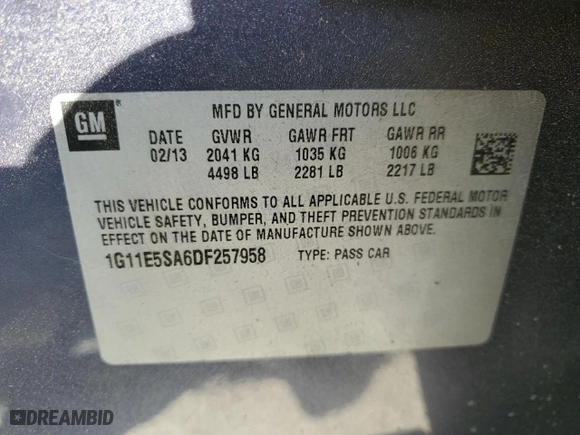 GM
MFD BY GENERAL MOTORS LLC
DATE GVWR GAWR FRT GAWR RR
02/13 2041 KG 1035 KG 1006 KG
4498 LB 2281 LB 2217 LB
THIS VEHICLE CONFORMS TO ALL APPLICABLE U.S. FEDERAL MOTOR
VEHICLE SAFETY, BUMPER, AND THEFT PREVENTION STANDARDS IN
EFFECT ON THE DATE OF MANUFACTURE SHOWN ABOVE.
1G11E5SA6DF257958 TYPE: PASS CAR
DREAMBID